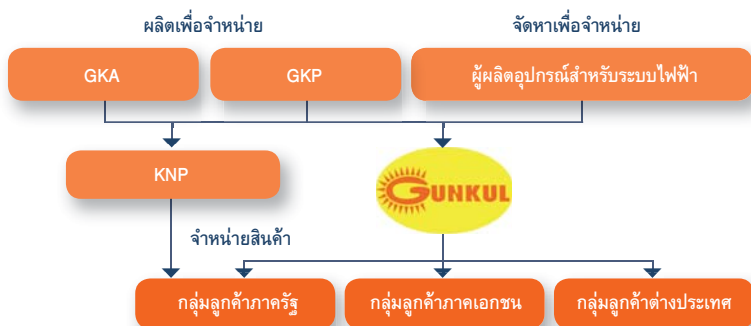 ผลิตเพื่อจำหน่าย
จัดหาเพื่อจำหน่าย
GKA
GKP
ผู้ผลิตอุปกรณ์สำหรับระบบไฟฟ้า
KNP
GUNKUL
จำหน่ายสินค้า
กลุ่มลูกค้าภาครัฐ
กลุ่มลูกค้าภาคเอกชน
กลุ่มลูกค้าต่างประเทศ